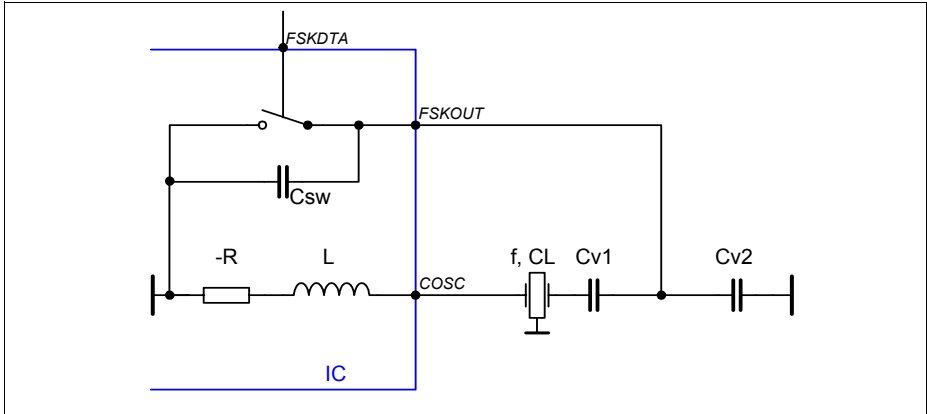 FSKDTA
FSKOUT
Csw
-R
L
COSC
f, CL
Cv1
Cv2
IC